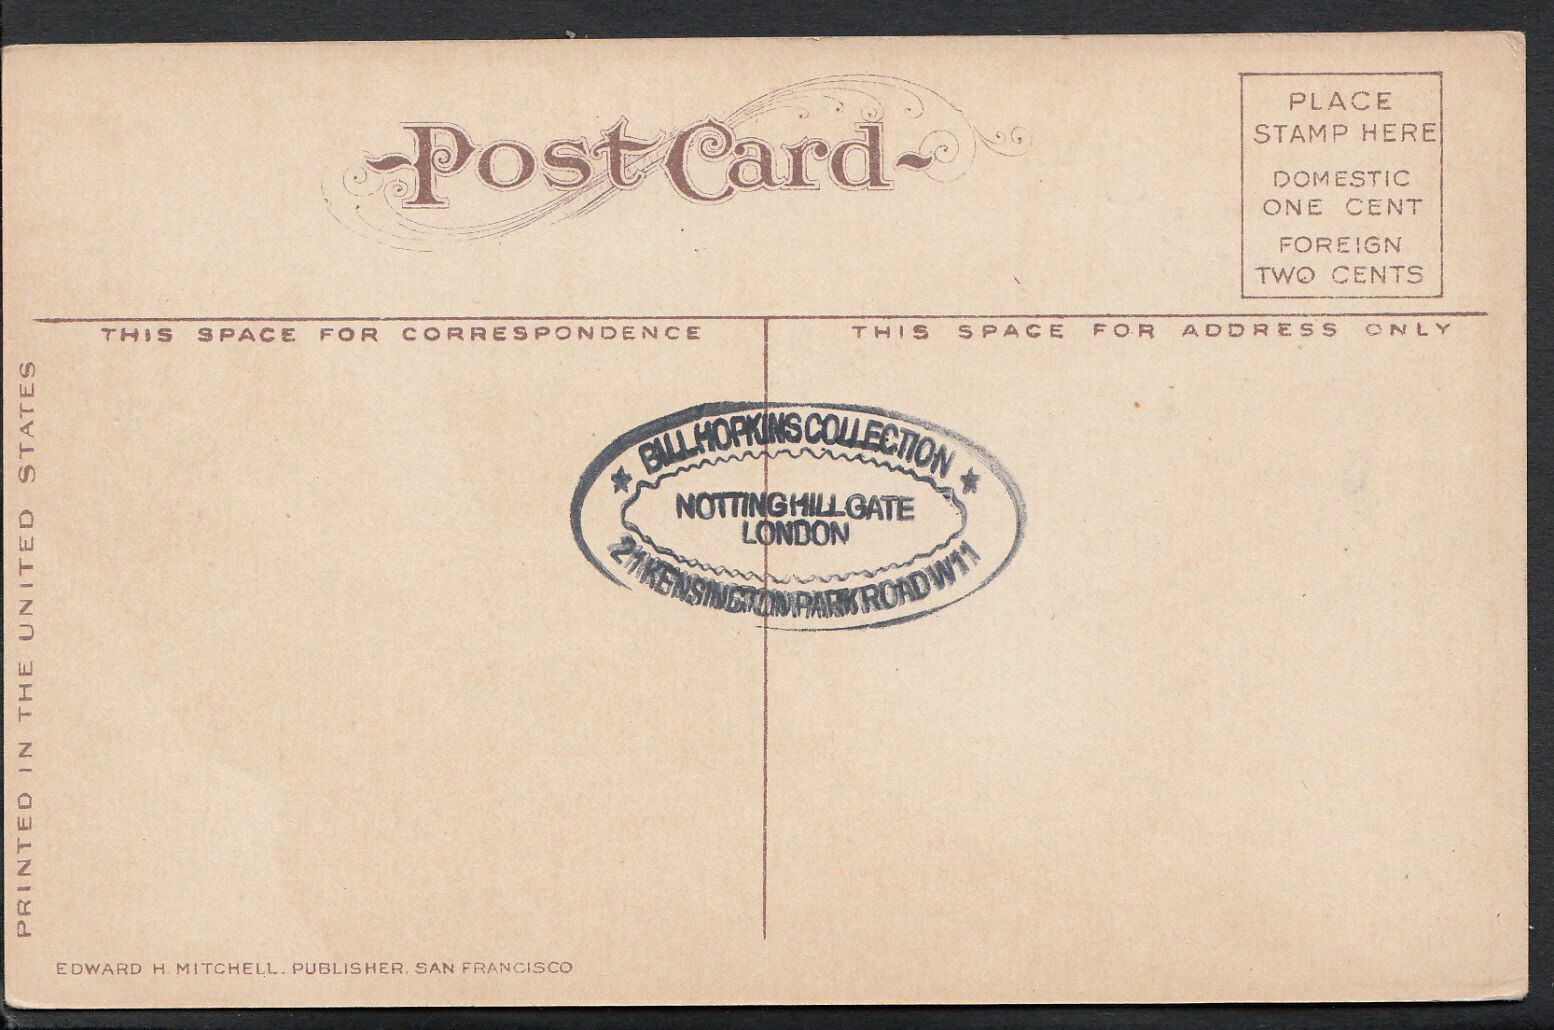 Post Card
PLACE
STAMP HERE
DOMESTIC
ONE CENT
FOREIGN
TWO CENTS
THIS SPACE FOR CORRESPONDENCE
THIS SPACE FOR ADDRESS ONLY
PRINTED IN THE UNITED STATES
BILL HOPKINS COLLECTION
NOTTING HILL GATE
LONDON
21 KENSINGTON PARK ROAD W11
EDWARD H. MITCHELL. PUBLISHER, SAN FRANCISCO